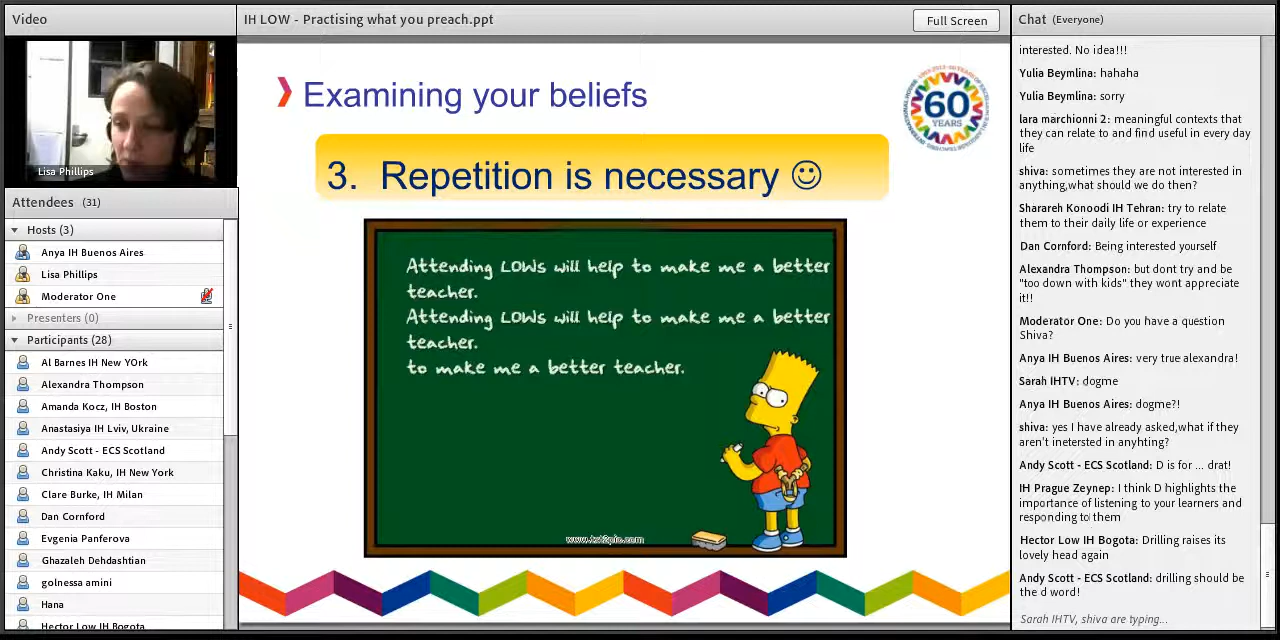 Video
IH LOW - Practising what you preach.ppt
Full Screen
Chat (Everyone)
Lisa Phillips
Attendees (31)
Hosts (3)
Anya IH Buenos Aires
Lisa Phillips
Moderator One
Presenters (0)
Participants (28)
Al Barnes IH New YOrk
Alexandra Thompson
Amanda Kocz, IH Boston
Anastasiya IH Lviv, Ukraine
Andy Scott - ECS Scotland
Christina Kaku, IH New York
Clare Burke, IH Milan
Dan Cornford
Evgenia Panferova
Ghazaleh Dehdashtian
golnessa amini
Hana
Hector Low IH Bogota
Examining your beliefs
60
YEARS
3. Repetition is necessary ☺
Attending LOWs will help to make me a better
teacher.
Attending LOWs will help to make me a better
teacher.
to make me a better teacher.
interested. No idea!!!
Yulia Beymlina: hahaha
Yulia Beymlina: sorry
lara marchionni 2: meaningful contexts that
they can relate to and find useful in every day
life
shiva: sometimes they are not interested in
anything,what should we do then?
Sharareh Konoodi IH Tehran: try to relate
them to their daily life or experience
Dan Cornford: Being interested yourself
Alexandra Thompson: but dont try and be
"too down with kids" they wont appreciate
it!!
Moderator One: Do you have a question
Shiva?
Anya IH Buenos Aires: very true alexandra!
Sarah IHTV: dogme
Anya IH Buenos Aires: dogme?!
shiva: yes I have already asked,what if they
aren't inetersted in anyhting?
Andy Scott - ECS Scotland: D is for ... drat!
IH Prague Zeynep: I think D highlights the
importance of listening to your learners and
responding to them
Hector Low IH Bogota: Drilling raises its
lovely head again
Andy Scott - ECS Scotland: drilling should be
the d word!
Sarah IHTV, shiva are typing...